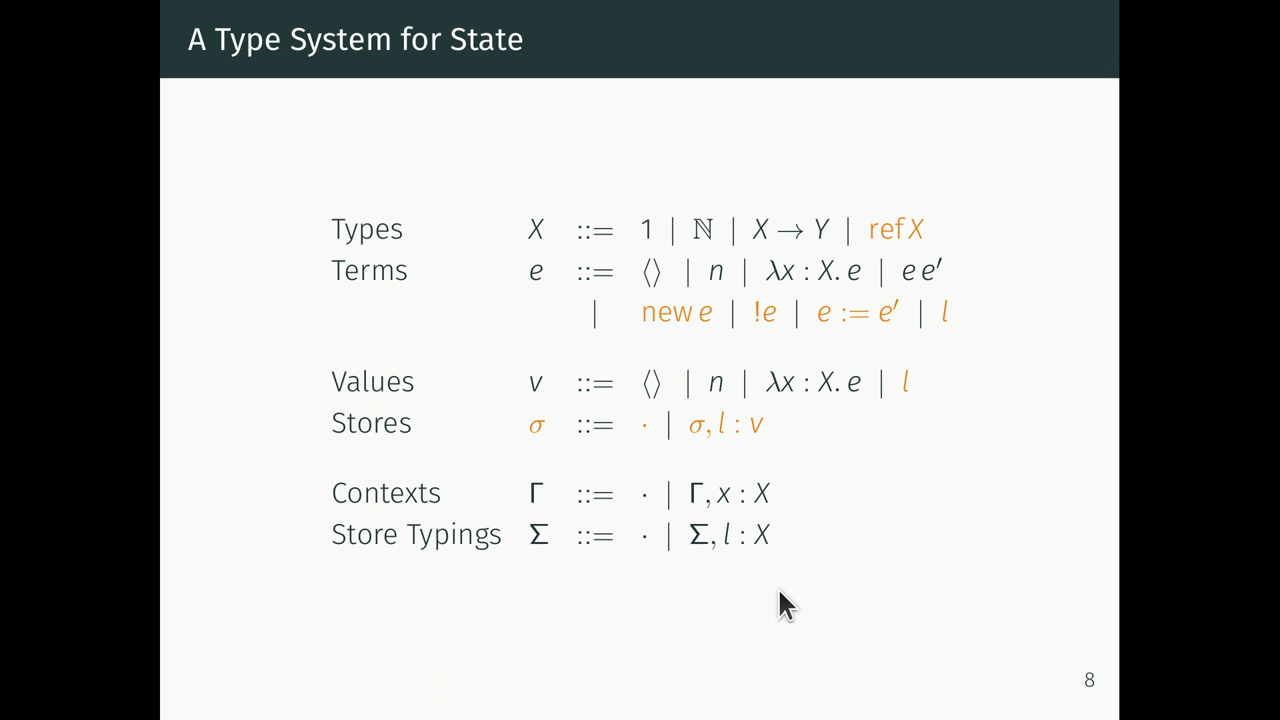 A Type System for State
Types X ::= 1 | ℕ | X → Y | ref X
Terms e ::= ⟨⟩ | n | λx : X. e | e e′
| new e | !e | e := e′ | l
Values v ::= ⟨⟩ | n | λx : X. e | l
Stores σ ::= · | σ, l : v
Contexts Γ ::= · | Γ, x : X
Store Typings Σ ::= · | Σ, l : X
8